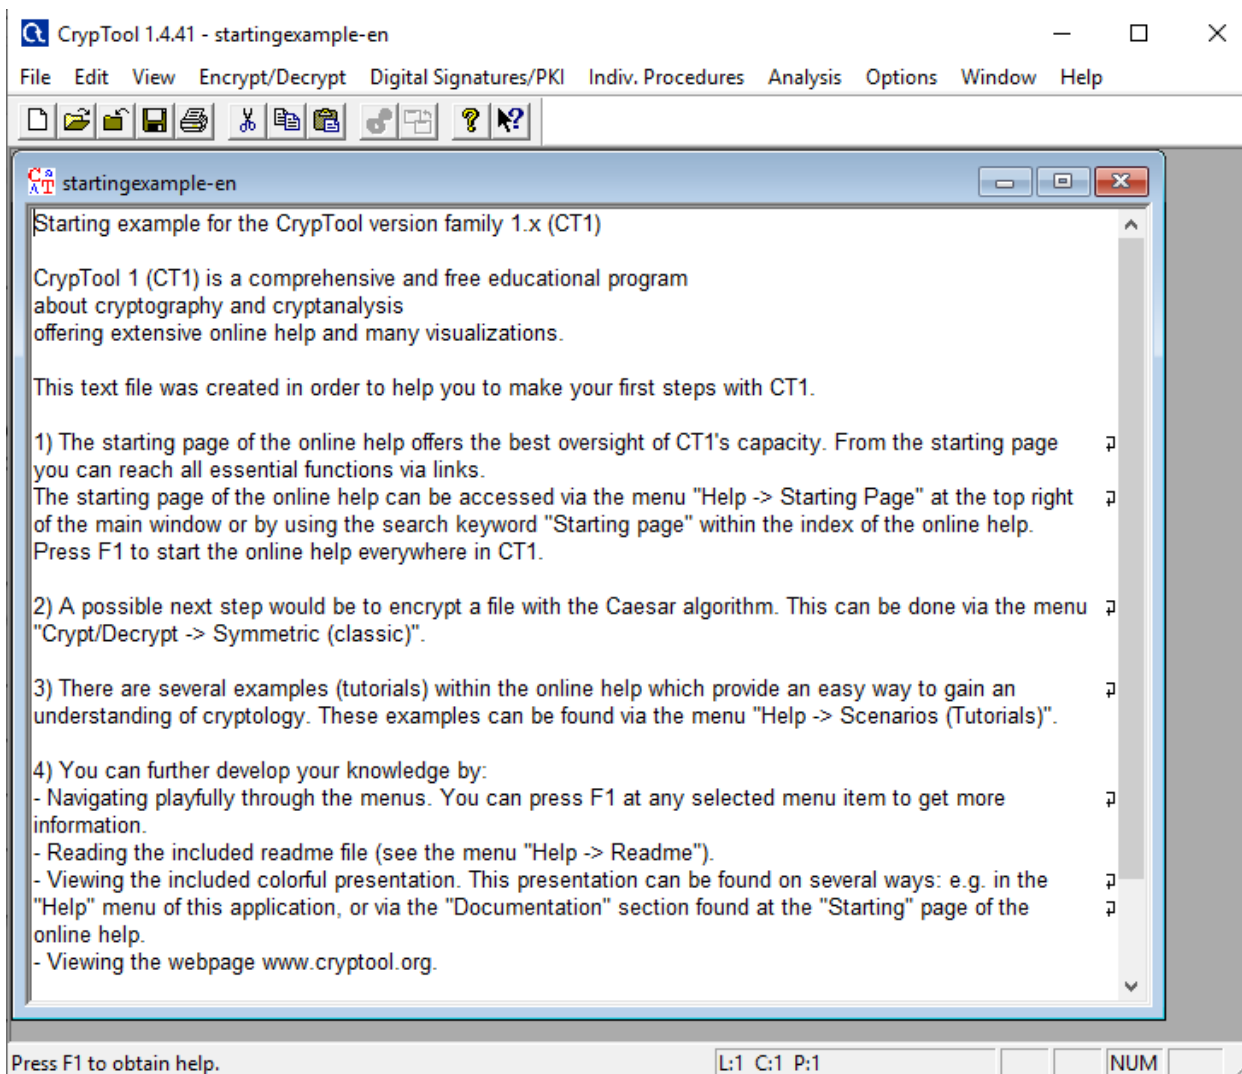 CrypTool 1.4.41 - startingexample-en
File Edit View Encrypt/Decrypt Digital Signatures/PKI Indiv. Procedures Analysis Options Window Help
startingexample-en
Starting example for the CrypTool version family 1.x (CT1)
CrypTool 1 (CT1) is a comprehensive and free educational program
about cryptography and cryptanalysis
offering extensive online help and many visualizations.
This text file was created in order to help you to make your first steps with CT1.
1) The starting page of the online help offers the best oversight of CT1's capacity. From the starting page
you can reach all essential functions via links.
The starting page of the online help can be accessed via the menu "Help -> Starting Page" at the top right
of the main window or by using the search keyword "Starting page" within the index of the online help.
Press F1 to start the online help everywhere in CT1.
2) A possible next step would be to encrypt a file with the Caesar algorithm. This can be done via the menu
"Crypt/Decrypt -> Symmetric (classic)".
3) There are several examples (tutorials) within the online help which provide an easy way to gain an
understanding of cryptology. These examples can be found via the menu "Help -> Scenarios (Tutorials)".
4) You can further develop your knowledge by:
- Navigating playfully through the menus. You can press F1 at any selected menu item to get more
information.
- Reading the included readme file (see the menu "Help -> Readme").
- Viewing the included colorful presentation. This presentation can be found on several ways: e.g. in the
"Help" menu of this application, or via the "Documentation" section found at the "Starting" page of the
online help.
- Viewing the webpage www.cryptool.org.
Press F1 to obtain help. L:1 C:1 P:1 NUM